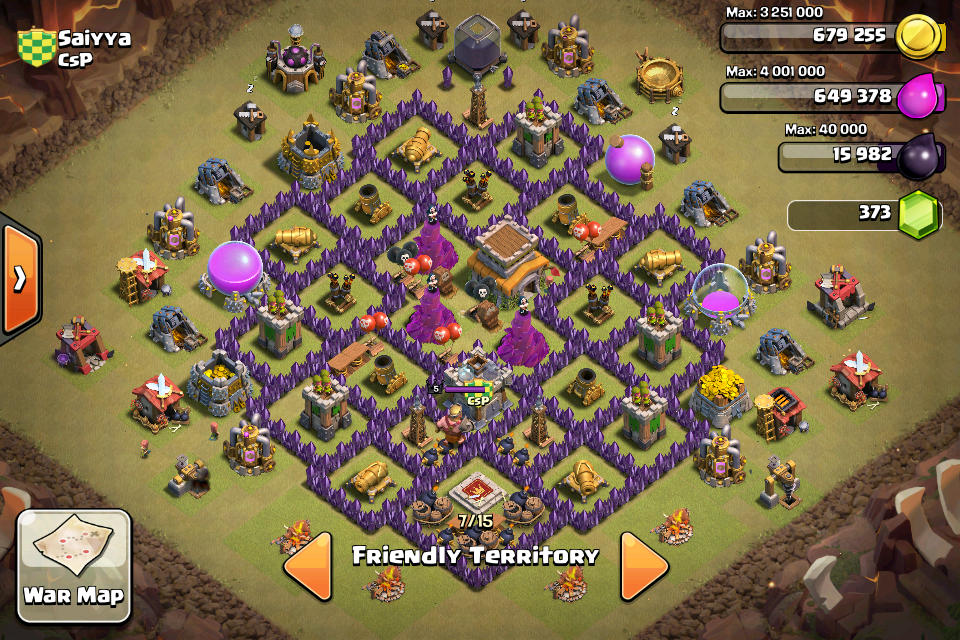 Saiyya
CsP
Max: 3 251 000
679 255
Max: 4 001 000
649 378
Max: 40 000
15 982
373
z
z
5
CsP
7/15
Friendly Territory
War Map